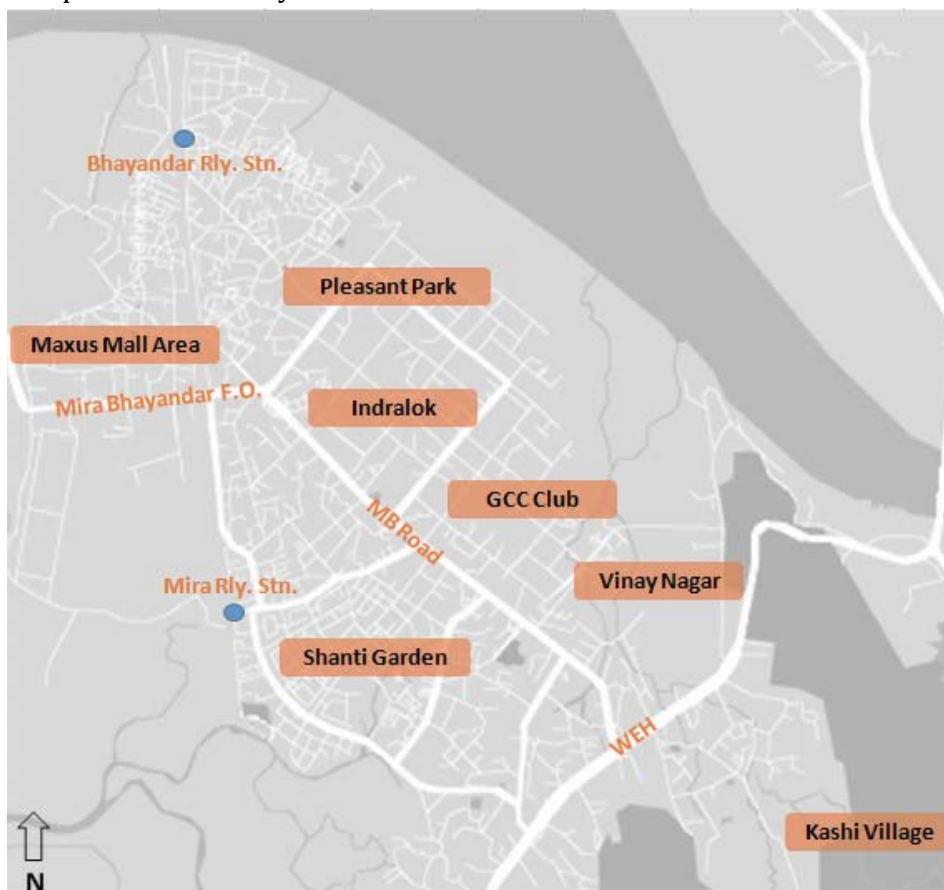 Bhayandar Rly. Stn.
Pleasant Park
Maxus Mall Area
Mira Bhayandar F.O.
Indralok
GCC Club
MB Road
Vinay Nagar
Mira Rly. Stn.
Shanti Garden
WEH
Kashi Village
N